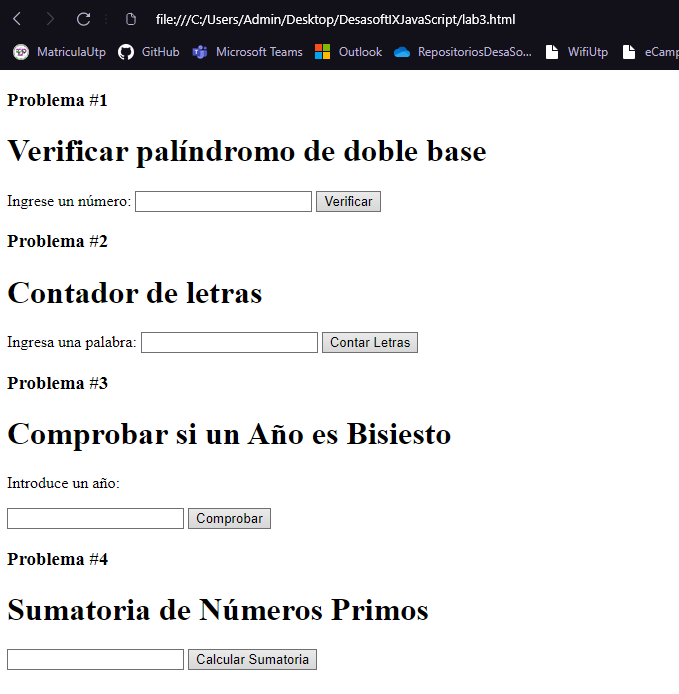 file:///C:/Users/Admin/Desktop/DesasoftIXJavaScript/lab3.html
MatriculaUtp GitHub Microsoft Teams Outlook RepositoriosDesaSo... WifiUtp eCamp
Problema #1
Verificar palíndromo de doble base
Ingrese un número: Verificar
Problema #2
Contador de letras
Ingresa una palabra: Contar Letras
Problema #3
Comprobar si un Año es Bisiesto
Introduce un año:
Comprobar
Problema #4
Sumatoria de Números Primos
Calcular Sumatoria